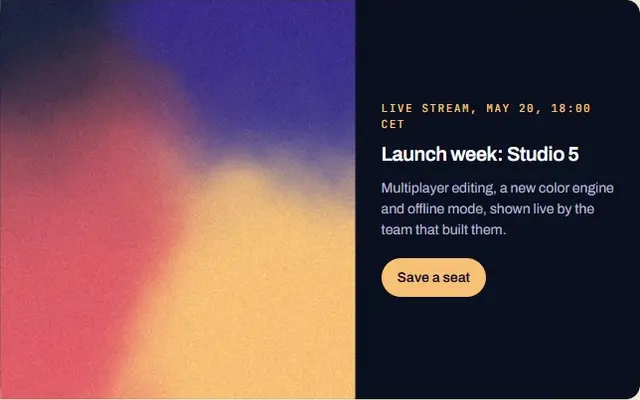 LIVE STREAM, MAY 20, 18:00
CET
Launch week: Studio 5
Multiplayer editing, a new color engine
and offline mode, shown live by the
team that built them.
Save a seat